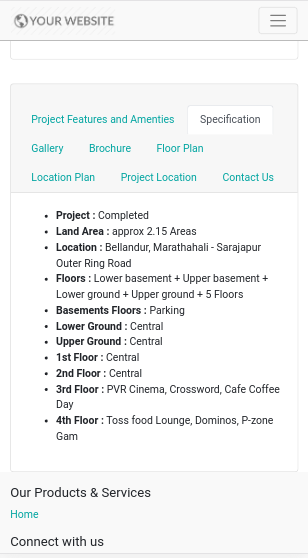 YOUR WEBSITE
Project Features and Amenties
Specification
Gallery
Brochure
Floor Plan
Location Plan
Project Location
Contact Us
Project : Completed
Land Area : approx 2.15 Areas
Location : Bellandur, Marathahali - Sarajapur
Outer Ring Road
Floors : Lower basement + Upper basement +
Lower ground + Upper ground + 5 Floors
Basements Floors : Parking
Lower Ground : Central
Upper Ground : Central
1st Floor : Central
2nd Floor : Central
3rd Floor : PVR Cinema, Crossword, Cafe Coffee
Day
4th Floor : Toss food Lounge, Dominos, P-zone
Gam
Our Products & Services
Home
Connect with us